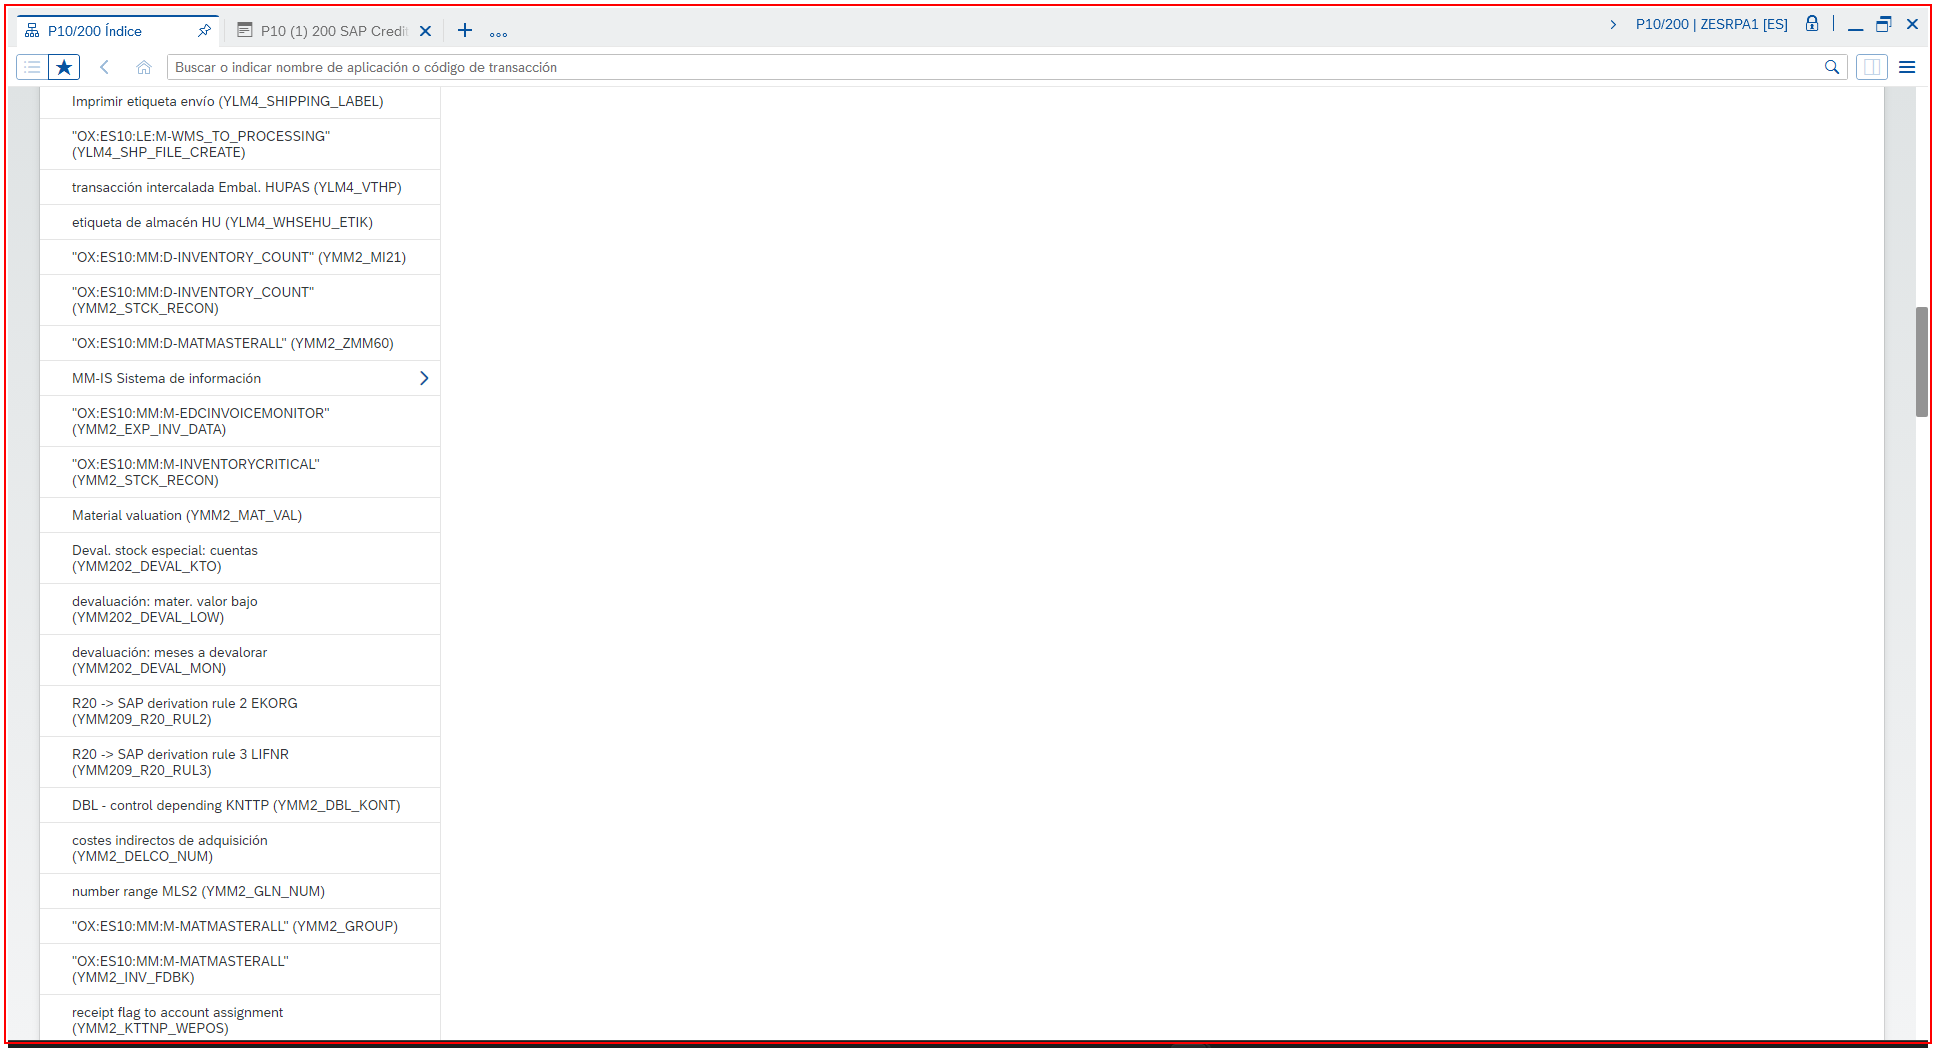 P10/200 Índice
P10 (1) 200 SAP Credi
P10/200 | ZESRPA1 [ES]
Buscar o indicar nombre de aplicación o código de transacción
Imprimir etiqueta envío (YLM4_SHIPPING_LABEL)
"OX:ES10:LE:M-WMS_TO_PROCESSING"
(YLM4_SHP_FILE_CREATE)
transacción intercalada Embal. HUPAS (YLM4_VTHP)
etiqueta de almacén HU (YLM4_WHSEHU_ETIK)
"OX:ES10:MM:D-INVENTORY_COUNT" (YMM2_MI21)
"OX:ES10:MM:D-INVENTORY_COUNT"
(YMM2_STCK_RECON)
"OX:ES10:MM:D-MATMASTERALL" (YMM2_ZMM60)
MM-IS Sistema de información
"OX:ES10:MM:M-EDCINVOICEMONITOR"
(YMM2_EXP_INV_DATA)
"OX:ES10:MM:M-INVENTORYCRITICAL"
(YMM2_STCK_RECON)
Material valuation (YMM2_MAT_VAL)
Deval. stock especial: cuentas
(YMM202_DEVAL_KTO)
devaluación: mater. valor bajo
(YMM202_DEVAL_LOW)
devaluación: meses a devalorar
(YMM202_DEVAL_MON)
R20 -> SAP derivation rule 2 EKORG
(YMM209_R20_RUL2)
R20 -> SAP derivation rule 3 LIFNR
(YMM209_R20_RUL3)
DBL - control depending KNTTP (YMM2_DBL_KONT)
costes indirectos de adquisición
(YMM2_DELCO_NUM)
number range MLS2 (YMM2_GLN_NUM)
"OX:ES10:MM:M-MATMASTERALL" (YMM2_GROUP)
"OX:ES10:MM:M-MATMASTERALL"
(YMM2_INV_FDBK)
receipt flag to account assignment
(YMM2_KTTNP_WEPOS)